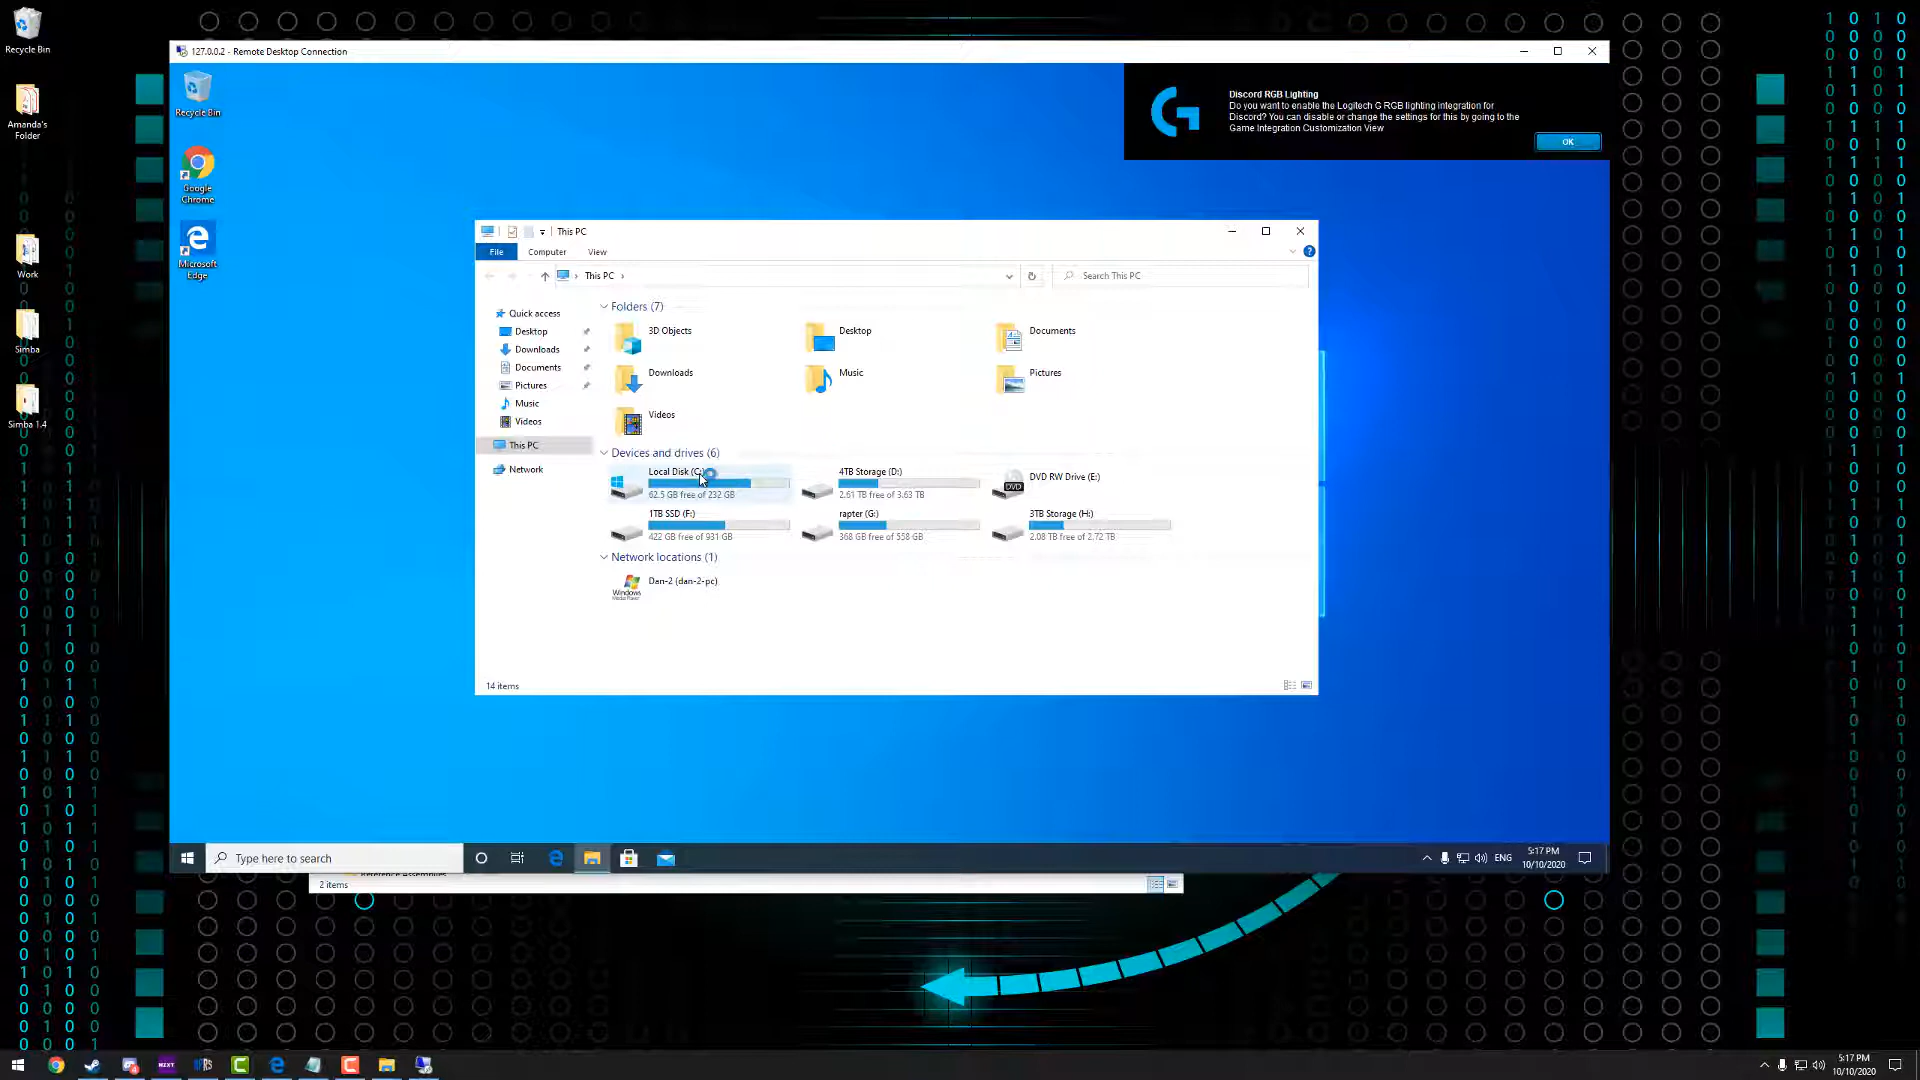 Recycle Bin
Amanda's
Folder
Work
Simba
Simba 1.4
127.0.0.2 - Remote Desktop Connection
Recycle Bin
Google
Chrome
Microsoft
Edge
Discord RGB Lighting
Do you want to enable the Logitech G RGB lighting integration for
Discord? You can disable or change the settings for this by going to the
Game Integration Customization View
OK
This PC
File Computer View
This PC
Search This PC
Quick access
Desktop
Downloads
Documents
Pictures
Music
Videos
This PC
Network
Folders (7)
3D Objects
Desktop
Documents
Downloads
Music
Pictures
Videos
Devices and drives (6)
Local Disk (C:)
62.5 GB free of 232 GB
4TB Storage (D:)
2.61 TB free of 3.63 TB
DVD RW Drive (E:)
DVD
1TB SSD (F:)
422 GB free of 931 GB
rapter (G:)
368 GB free of 558 GB
3TB Storage (H:)
2.08 TB free of 2.72 TB
Network locations (1)
Dan-2 (dan-2-pc)
Windows
14 items
Type here to search
ENG
5:17 PM
10/10/2020
2 items
5:17 PM
10/10/2020